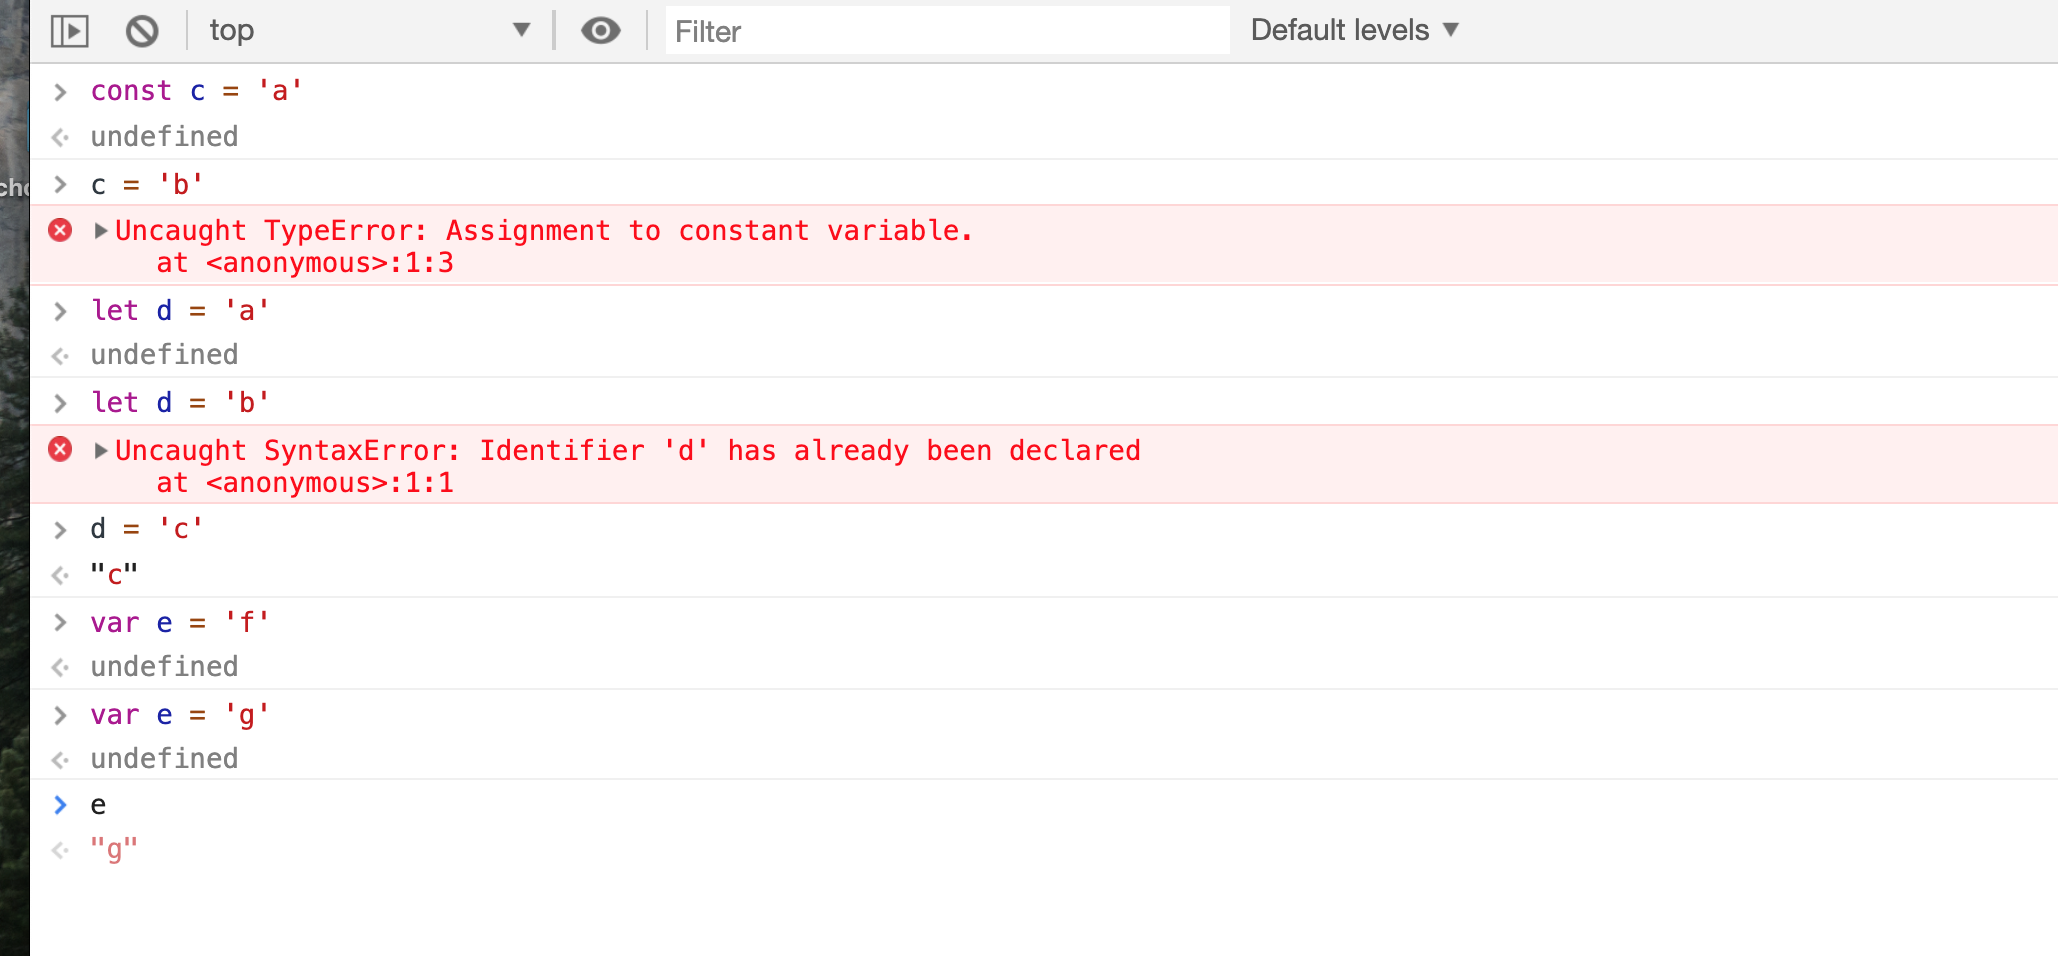 top
Filter
Default levels
const c = 'a'
undefined
c = 'b'
Uncaught TypeError: Assignment to constant variable.
at <anonymous>:1:3
let d = 'a'
undefined
let d = 'b'
Uncaught SyntaxError: Identifier 'd' has already been declared
at <anonymous>:1:1
d = 'c'
"c"
var e = 'f'
undefined
var e = 'g'
undefined
e
"g"